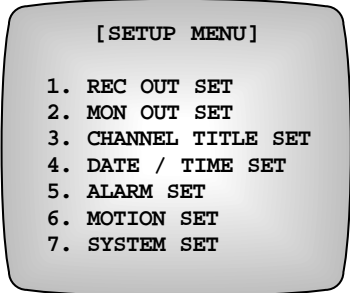 [SETUP MENU]
1. REC OUT SET
2. MON OUT SET
3. CHANNEL TITLE SET
4. DATE / TIME SET
5. ALARM SET
6. MOTION SET
7. SYSTEM SET